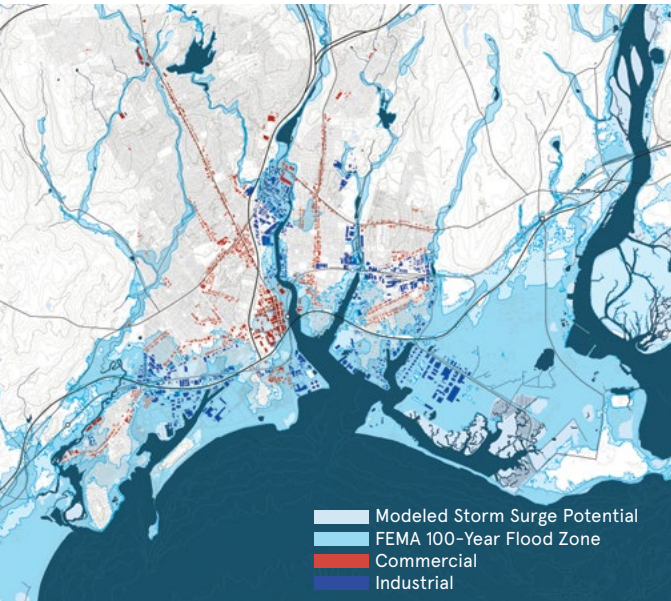 Modeled Storm Surge Potential
FEMA 100-Year Flood Zone
Commercial
Industrial